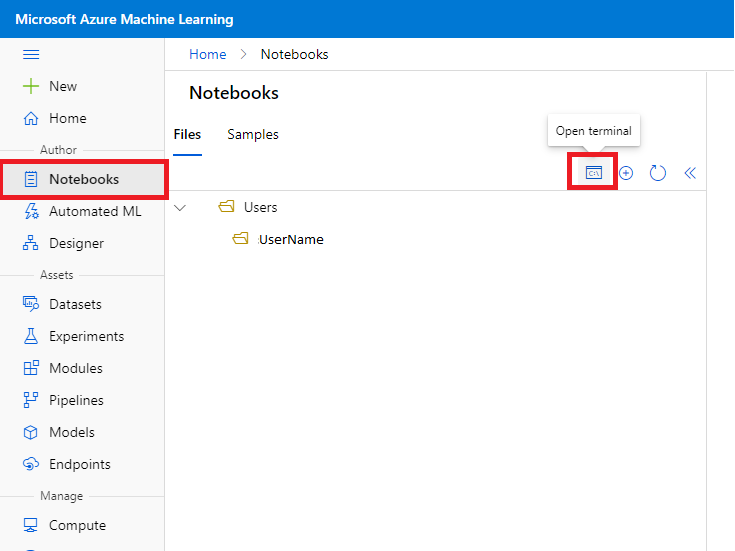 Microsoft Azure Machine Learning
Home > Notebooks
New
Home
Author
Notebooks
Automated ML
Designer
Assets
Datasets
Experiments
Modules
Pipelines
Models
Endpoints
Manage
Compute
Notebooks
Files Samples
Open terminal
C:\
Users
UserName